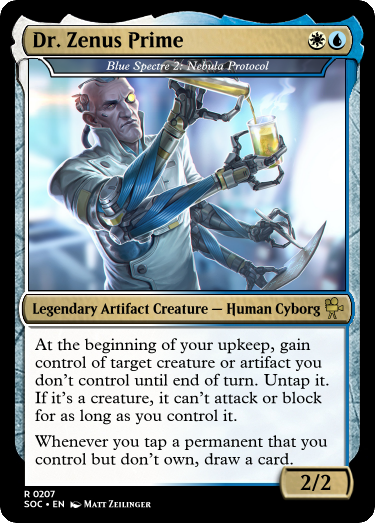 Dr. Zenus Prime
Blue Spectre 2: Nebula Protocol
Legendary Artifact Creature — Human Cyborg
At the beginning of your upkeep, gain
control of target creature or artifact you
don't control until end of turn. Untap it.
If it's a creature, it can't attack or block
for as long as you control it.
Whenever you tap a permanent that you
control but don't own, draw a card.
2/2
R 0207
SOC • EN Matt Zeilinger